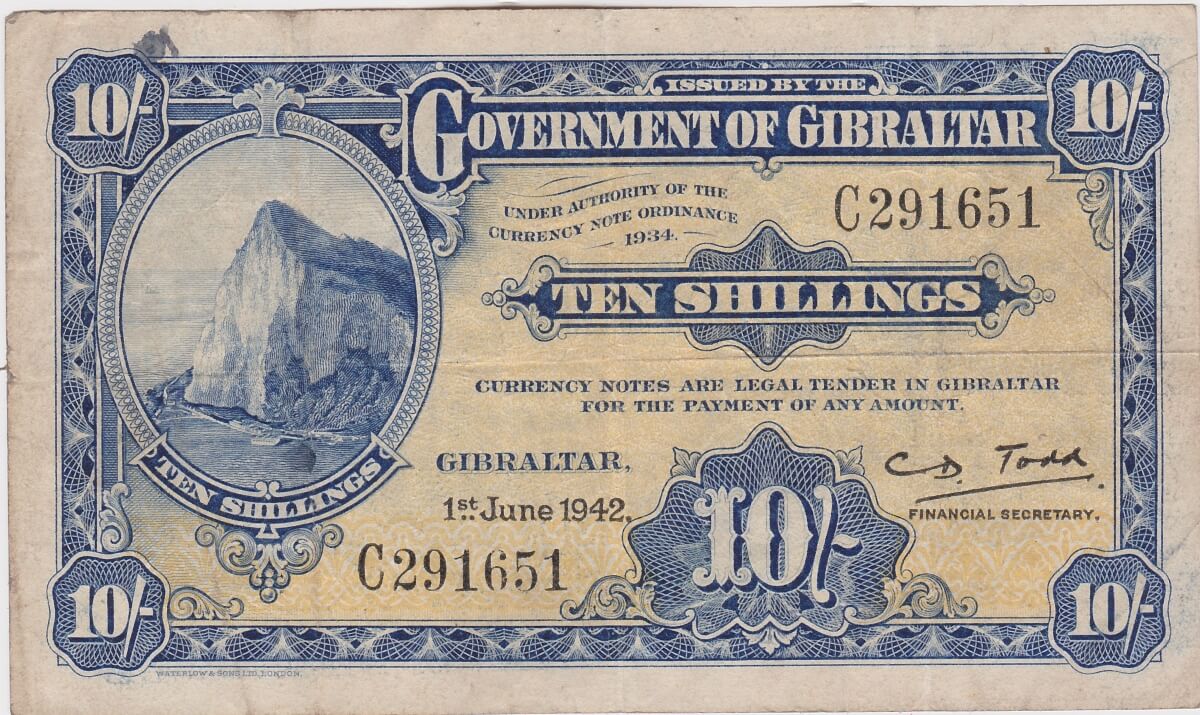 10/-
ISSUED BY THE
10/-
GOVERNMENT OF GIBRALTAR
UNDER AUTHORITY OF THE
CURRENCY NOTE ORDINANCE
1934.
C291651
TEN SHILLINGS
CURRENCY NOTES ARE LEGAL TENDER IN GIBRALTAR
FOR THE PAYMENT OF ANY AMOUNT.
TEN SHILLINGS
GIBRALTAR,
1st June 1942.
C D. Todd
FINANCIAL SECRETARY.
C291651
10/-
10/-
10/-
WATERLOW & SONS LTD, LONDON.